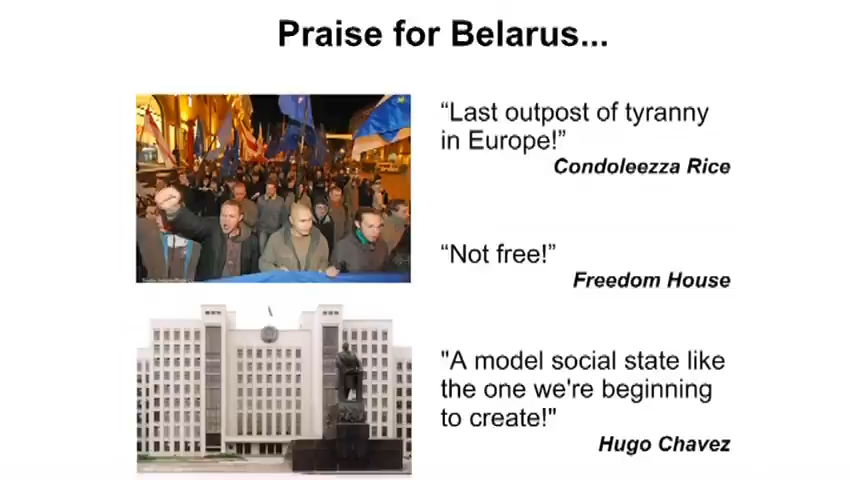 Praise for Belarus...
“Last outpost of tyranny
in Europe!”
Condoleezza Rice
“Not free!”
Freedom House
"A model social state like
the one we're beginning
to create!"
Hugo Chavez